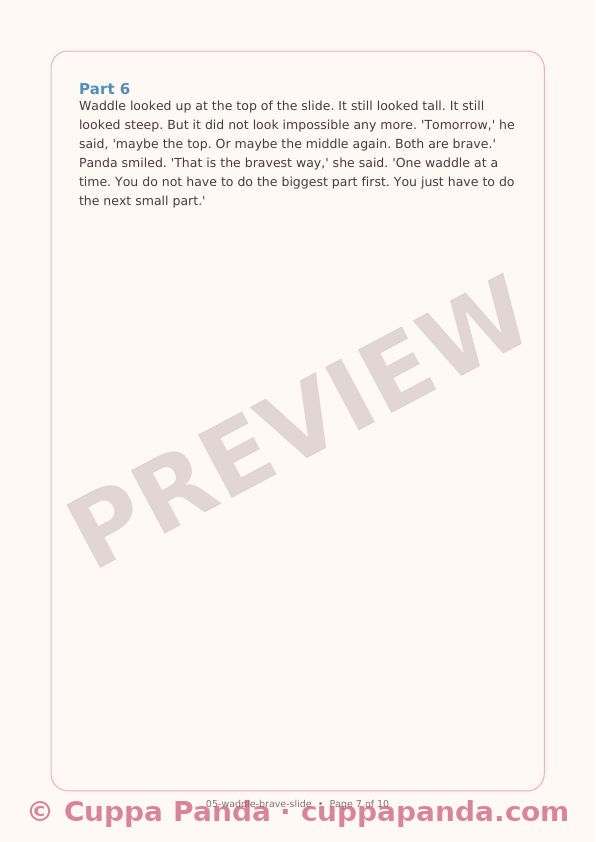 Part 6
Waddle looked up at the top of the slide. It still looked tall. It still
looked steep. But it did not look impossible any more. 'Tomorrow,' he
said, 'maybe the top. Or maybe the middle again. Both are brave.'
Panda smiled. 'That is the bravest way,' she said. 'One waddle at a
time. You do not have to do the biggest part first. You just have to do
the next small part.'
PREVIEW
05-waddle-brave-slide • Page 7 of 10
© Cuppa Panda · cuppapanda.com